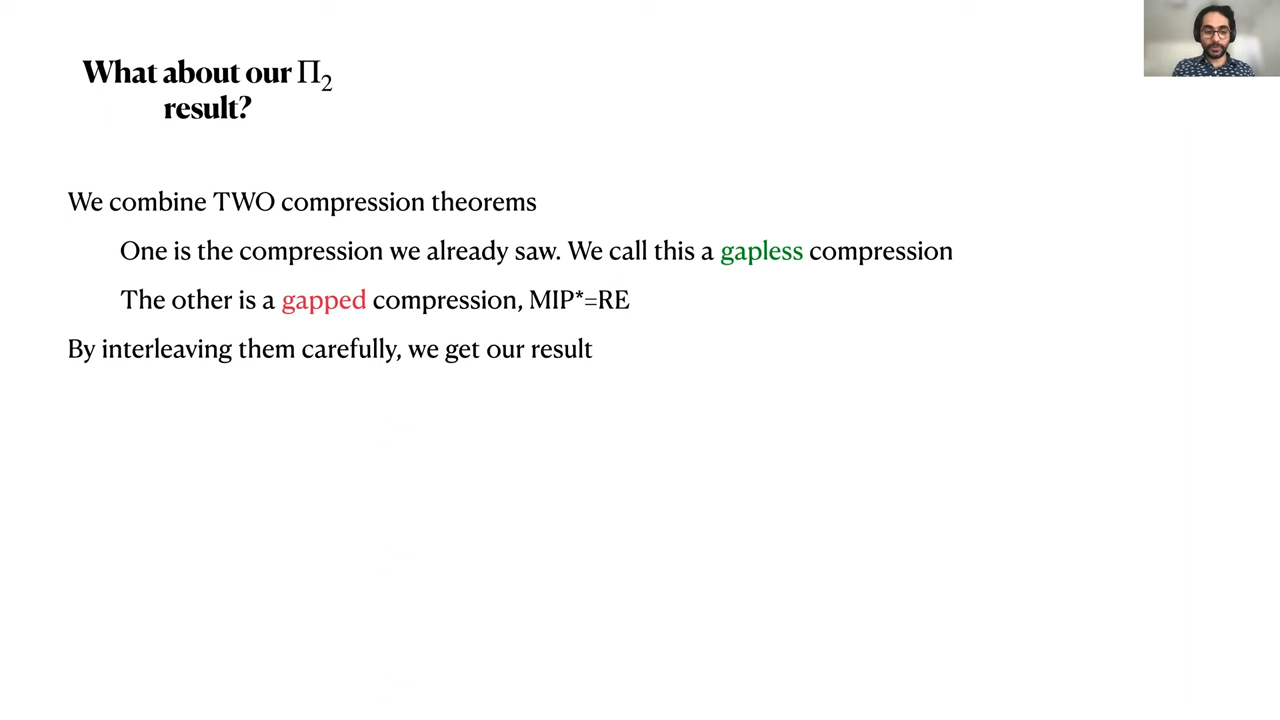 What about our Π₂
result?
We combine TWO compression theorems
One is the compression we already saw. We call this a gapless compression
The other is a gapped compression, MIP*=RE
By interleaving them carefully, we get our result